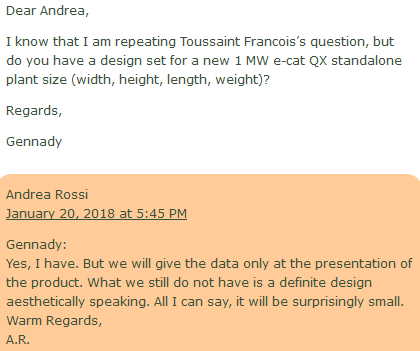 Dear Andrea,
I know that I am repeating Toussaint Francois’s question, but
do you have a design set for a new 1 MW e-cat QX standalone
plant size (width, height, length, weight)?
Regards,
Gennady
Andrea Rossi
January 20, 2018 at 5:45 PM
Gennady:
Yes, I have. But we will give the data only at the presentation of
the product. What we still do not have is a definite design
aesthetically speaking. All I can say, it will be surprisingly small.
Warm Regards,
A.R.